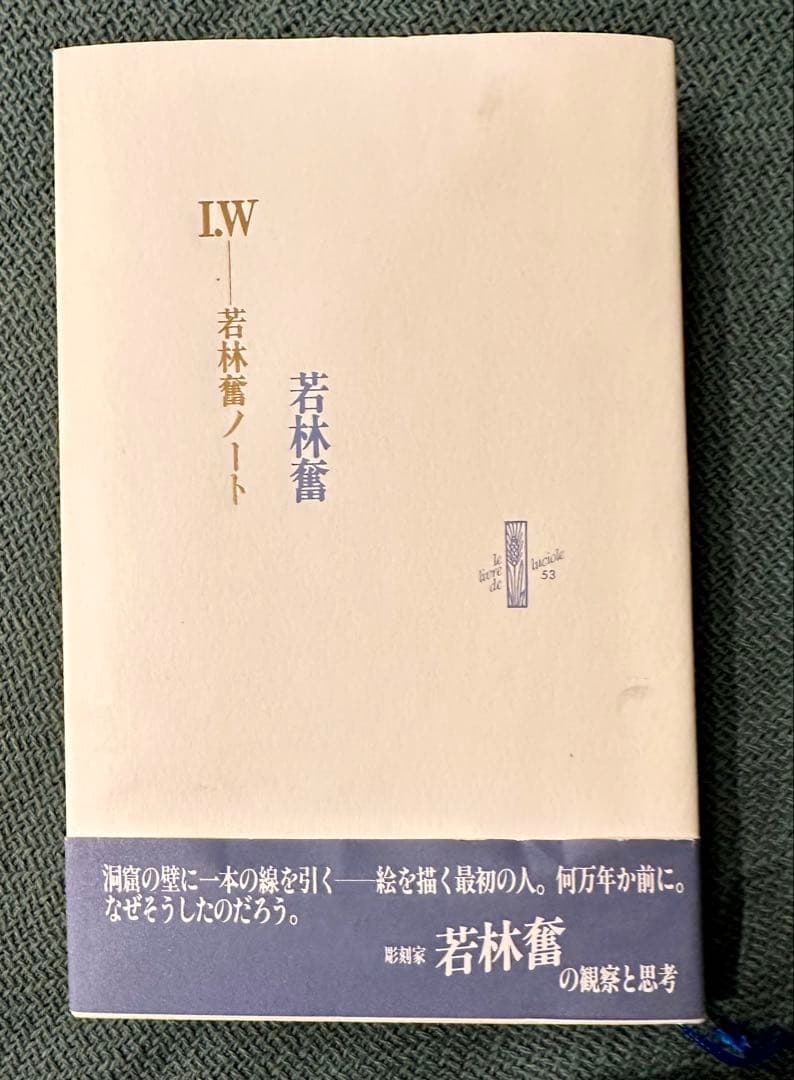 I.W
——若林奮ノート
若林奮
le
livre
de
luciole
53
洞窟の壁に一本の線を引く——絵を描く最初の人。何万年か前に。
なぜそうしたのだろう。
彫刻家 若林奮の観察と思考